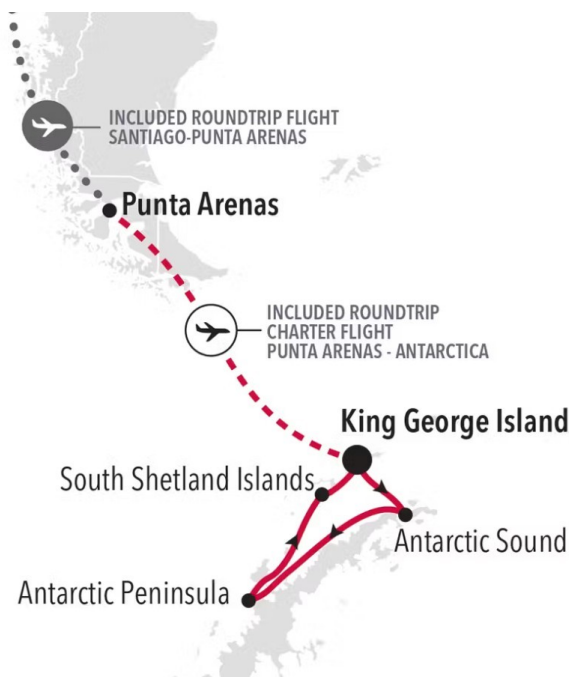 INCLUDED ROUNDTRIP FLIGHT
SANTIAGO-PUNTA ARENAS
Punta Arenas
INCLUDED ROUNDTRIP
CHARTER FLIGHT
PUNTA ARENAS - ANTARCTICA
King George Island
South Shetland Islands
Antarctic Sound
Antarctic Peninsula